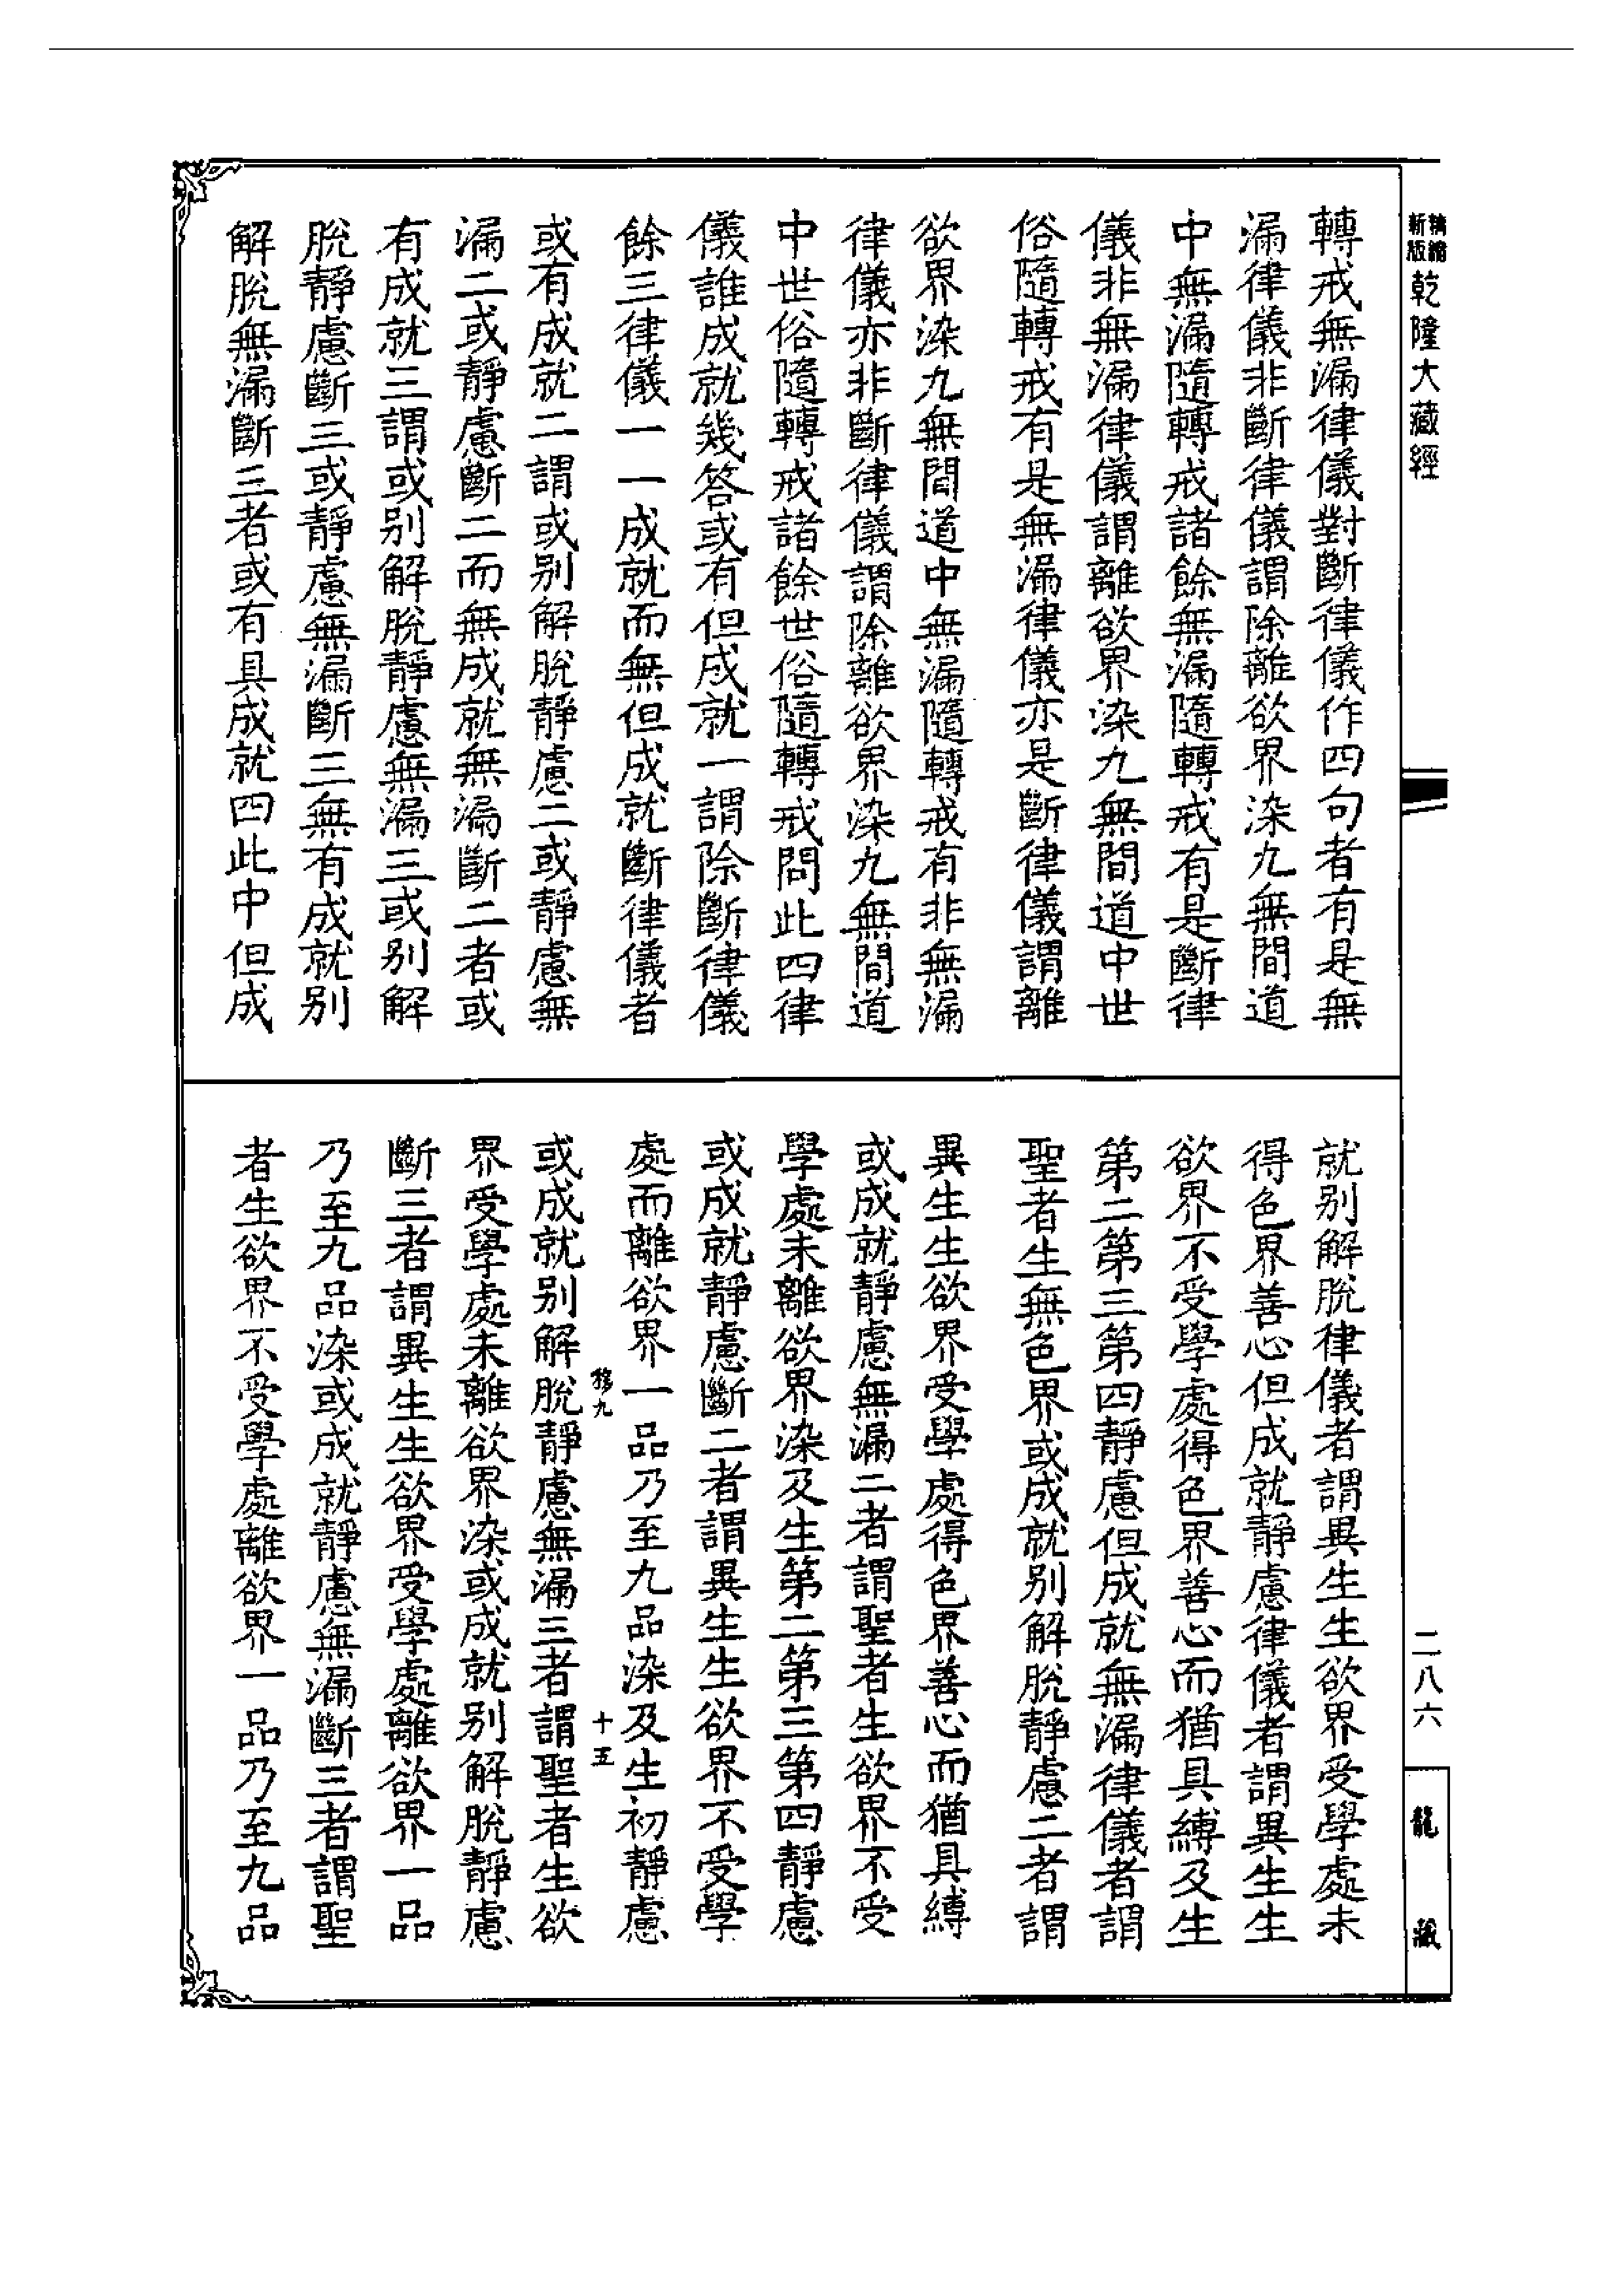 精縮新版乾隆大藏經
轉戒無漏律儀對斷律儀作四句者有是無
漏律儀非斷律儀謂除離欲界染九無間道
中無漏隨轉戒諸餘無漏隨轉戒有是斷律
儀非無漏律儀謂離欲界染九無間道中世
俗隨轉戒有是無漏律儀亦是斷律儀謂離
欲界染九無間道中無漏隨轉戒有非無漏
律儀亦非斷律儀謂除離欲界染九無間道
中世俗隨轉戒諸餘世俗隨轉戒問此四律
儀誰成就幾答或有但成就一謂除斷律儀
餘三律儀一一成就而無但成就斷律儀者
或有成就二謂或別解脫靜慮二或靜慮無
漏二或靜慮斷二而無成就無漏斷二者或
有成就三謂或別解脫靜慮無漏三或別解
脫靜慮斷三或靜慮無漏斷三無有成就別
解脫無漏斷三者或有具成就四此中但成
就別解脫律儀者謂異生生欲界受學處未
得色界善心但成就靜慮律儀者謂異生生
欲界不受學處得色界善心而猶具縛及生
第二第三第四靜慮但成就無漏律儀者謂
聖者生無色界或成就別解脫靜慮二者謂
異生生欲界受學處得色界善心而猶具縛
或成就靜慮無漏二者謂聖者生欲界不受
學處未離欲界染及生第二第三第四靜慮
或成就靜慮斷二者謂異生生欲界不受學
處而離欲界一品乃至九品染及生初靜慮
移九 十五
或成就別解脫靜慮無漏三者謂聖者生欲
界受學處未離欲界染或成就別解脫靜慮
斷三者謂異生生欲界受學處離欲界一品
乃至九品染或成就靜慮無漏斷三者謂聖
者生欲界不受學處離欲界一品乃至九品
二八六
龍藏